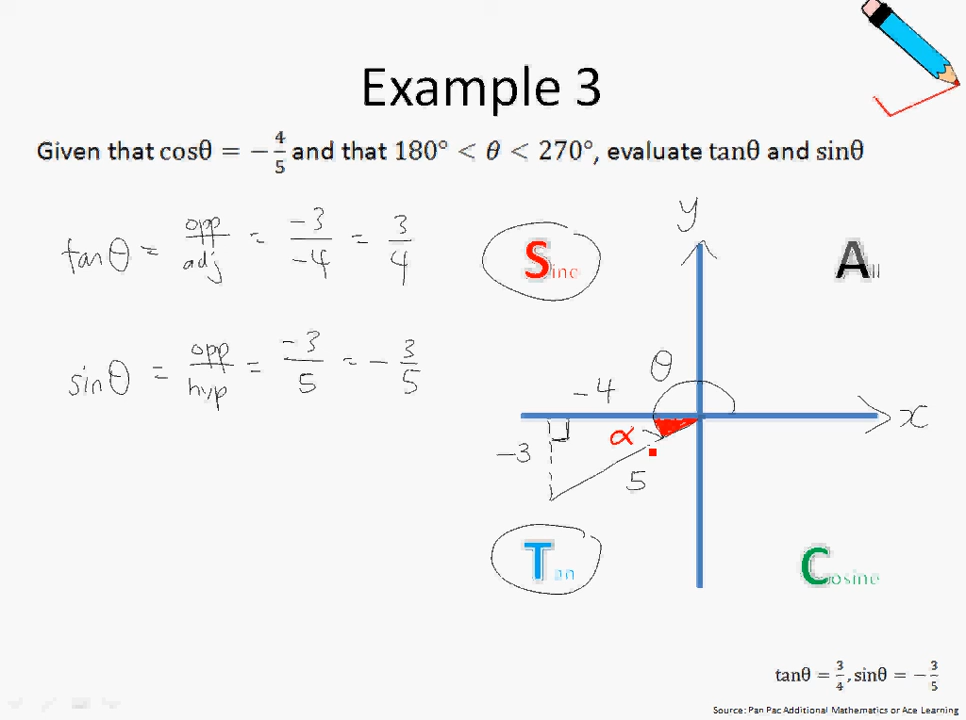 Example 3
Given that cosθ = −4/5 and that 180° < θ < 270°, evaluate tanθ and sinθ
tanθ = opp/adj = −3/−4 = 3/4
sinθ = opp/hyp = −3/5 = −3/5
y
Sine
All
θ
−4
x
α
−3
5
Tan
Cosine
tanθ = 3/4, sinθ = −3/5
Source: Pan Pac Additional Mathematics or Ace Learning